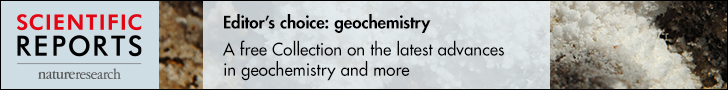 SCIENTIFIC
REPORTS
natureresearch
Editor's choice: geochemistry
A free Collection on the latest advances
in geochemistry and more